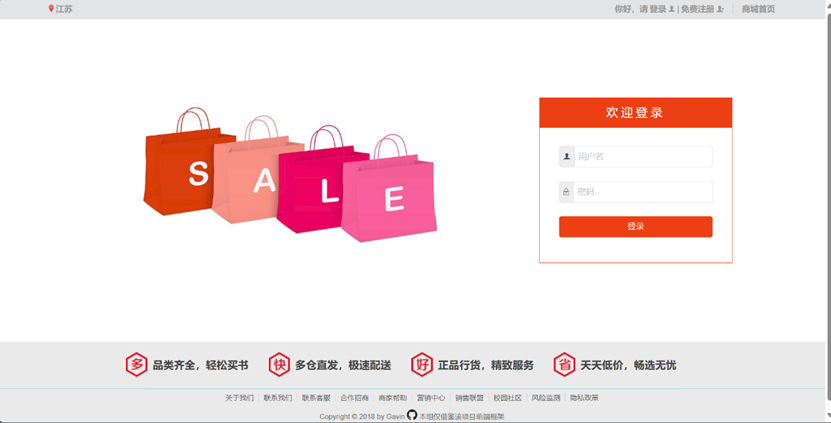 江苏
你好，请 登录 | 免费注册 | 商城首页
S A L E
欢迎登录
用户名
密码
登录
多 品类齐全，轻松买书 快 多仓直发，极速配送 好 正品行货，精致服务 省 天天低价，畅选无忧
关于我们 | 联系我们 | 联系客服 | 合作招商 | 商家帮助 | 营销中心 | 销售联盟 | 校园社区 | 风险监测 | 隐私政策
Copyright © 2018 by Gavin 本组仅借鉴该项目前端框架